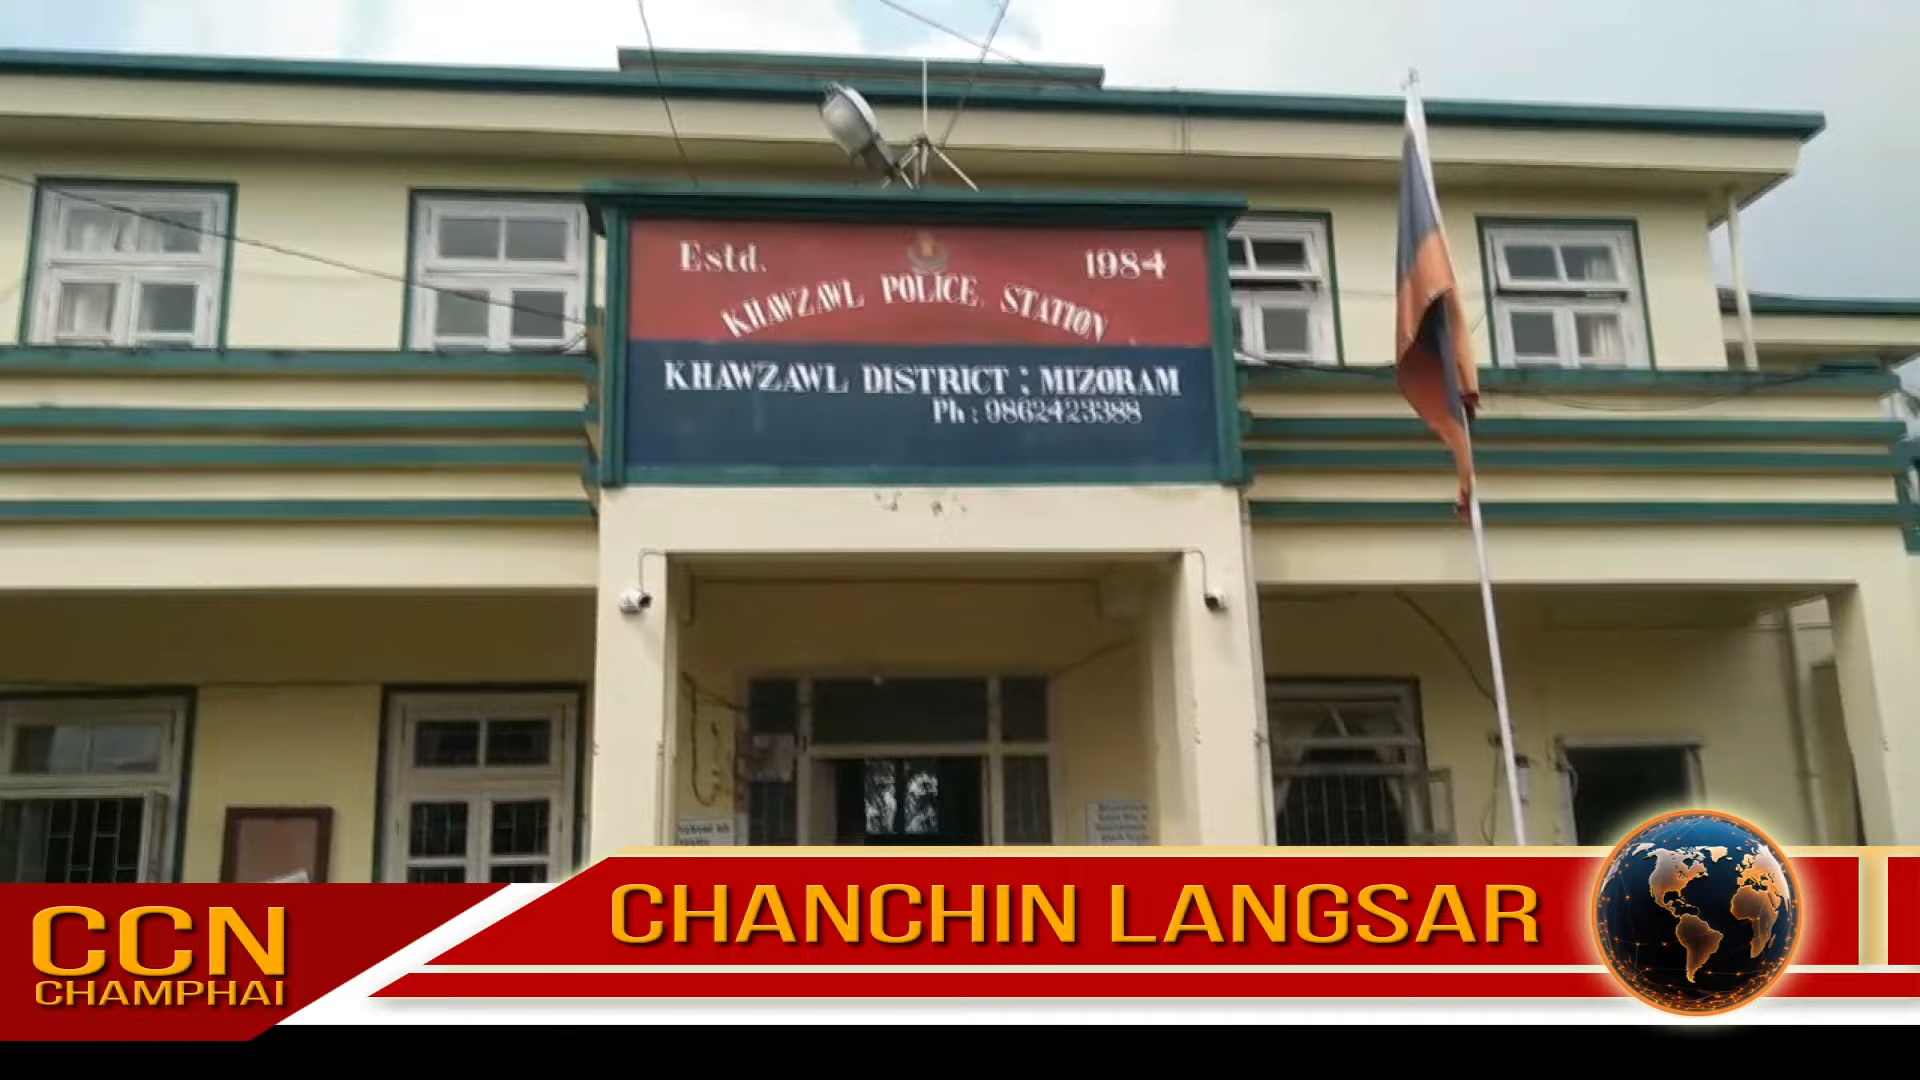 Estd. 1984
KHAWZAWL POLICE STATION
KHAWZAWL DISTRICT : MIZORAM
Ph : 9862423388
CHANCHIN LANGSAR
CCN
CHAMPHAI